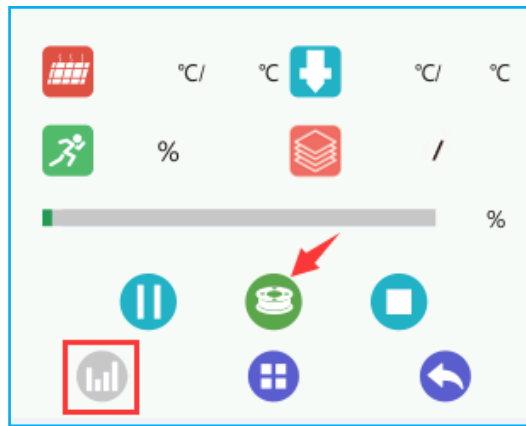 ℃/ ℃ ℃/ ℃
% /
%